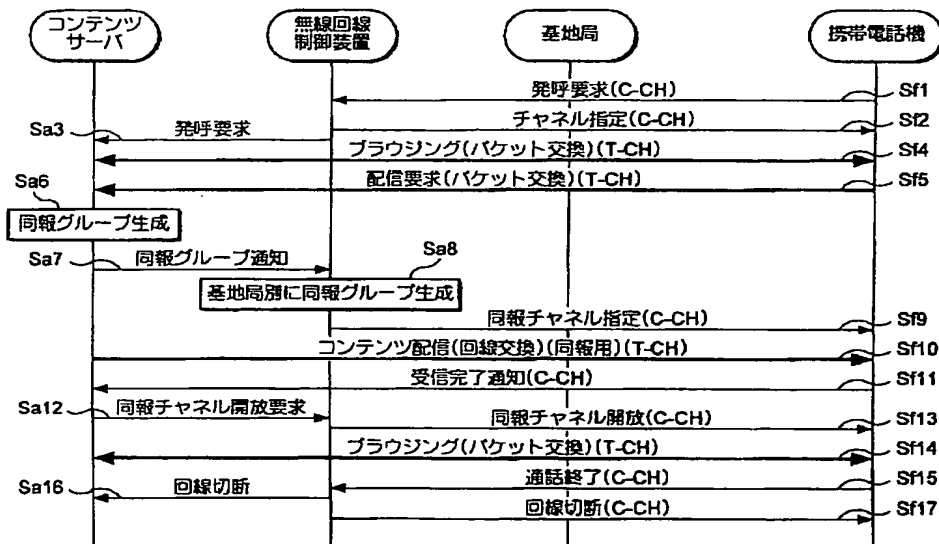 コンテンツ
サーバ
無線回線
制御装置
基地局
携帯電話機
発呼要求(C-CH)
Sf1
Sa3
発呼要求
チャネル指定(C-CH)
Sf2
ブラウジング(パケット交換)(T-CH)
Sf4
配信要求(パケット交換)(T-CH)
Sf5
Sa6
同報グループ生成
Sa7
同報グループ通知
Sa8
基地局別に同報グループ生成
同報チャネル指定(C-CH)
Sf9
コンテンツ配信(回線交換)(同報用)(T-CH)
Sf10
受信完了通知(C-CH)
Sf11
Sa12
同報チャネル開放要求
同報チャネル開放(C-CH)
Sf13
ブラウジング(パケット交換)(T-CH)
Sf14
通話終了(C-CH)
Sf15
Sa16
回線切断
回線切断(C-CH)
Sf17